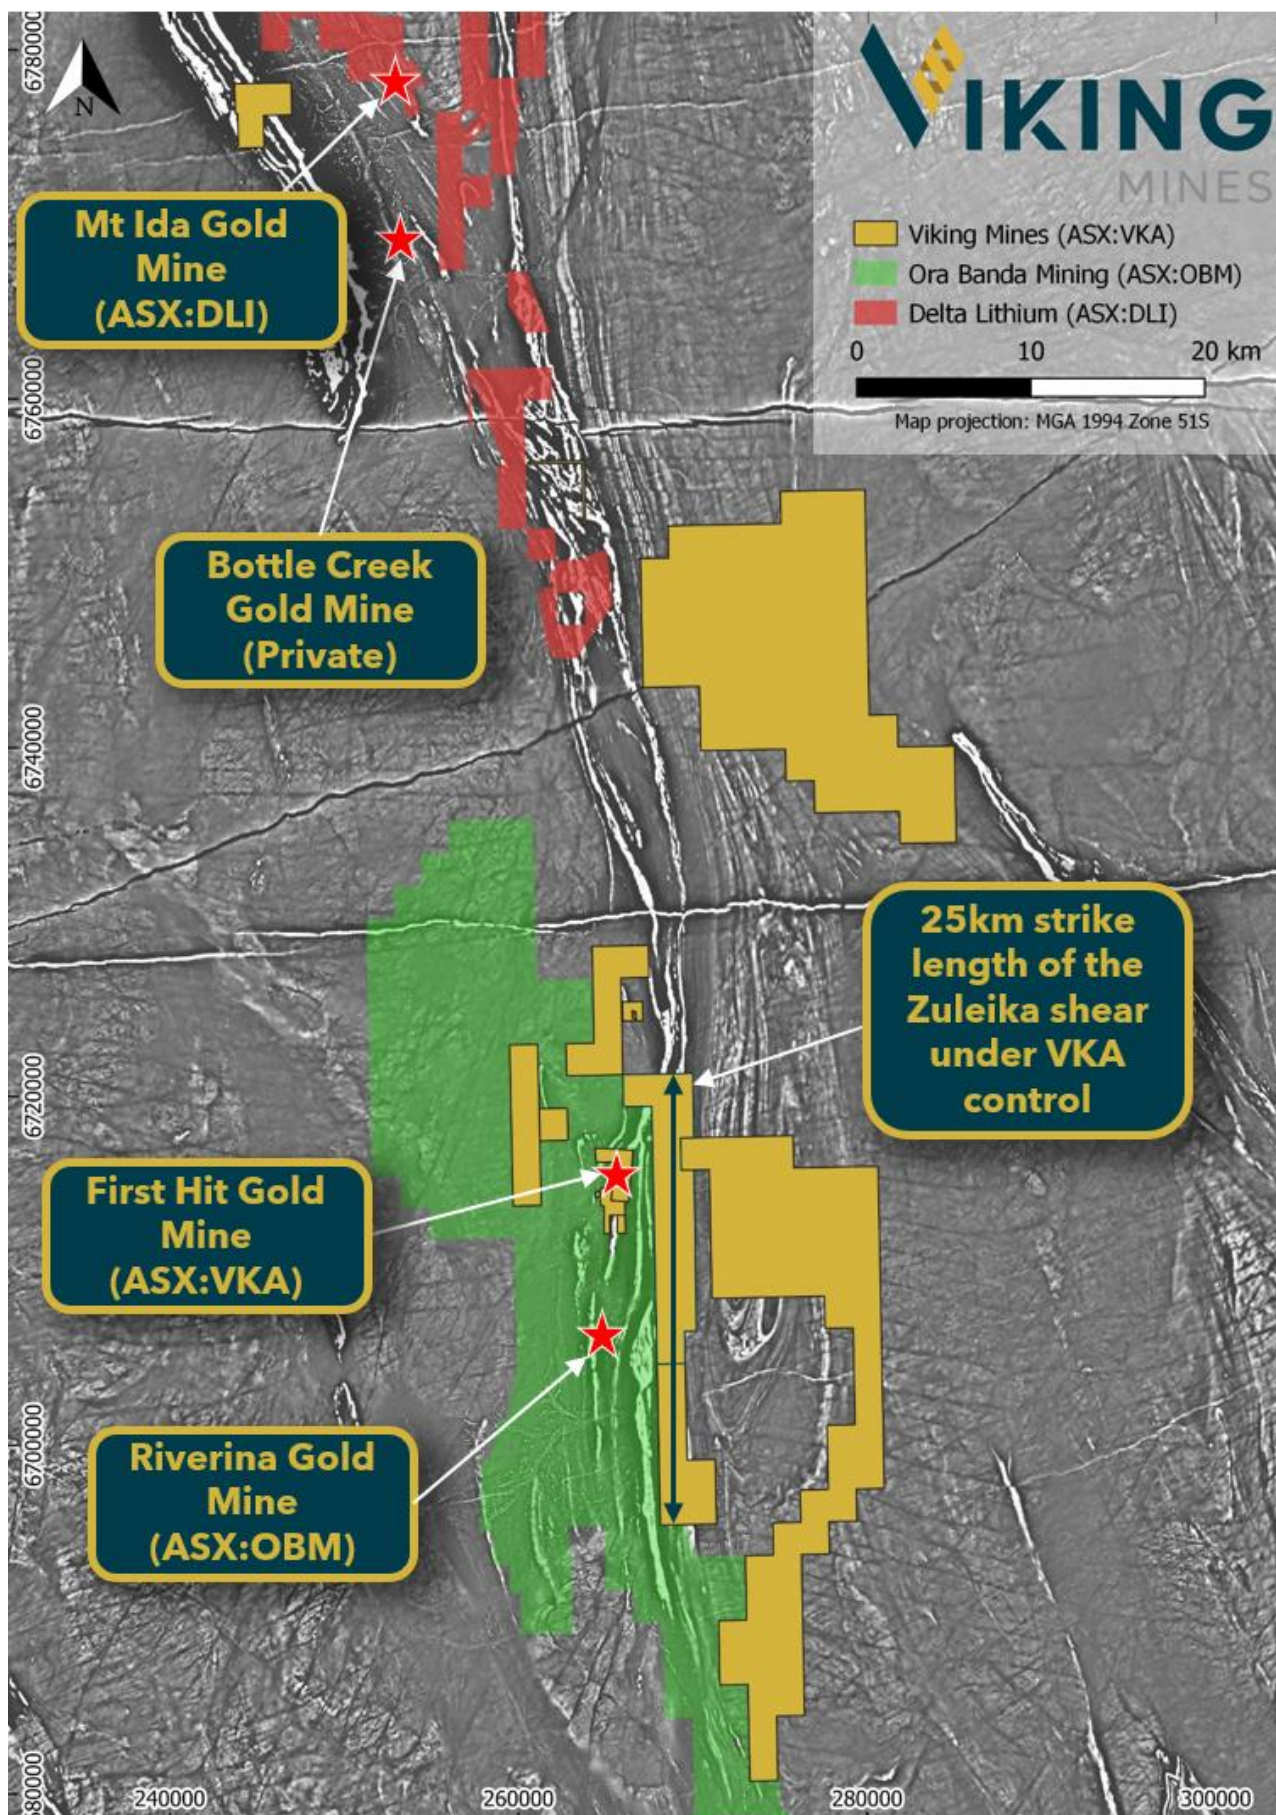 VIKING
MINES
Viking Mines (ASX:VKA)
Ora Banda Mining (ASX:OBM)
Delta Lithium (ASX:DLI)
0 10 20 km
Map projection: MGA 1994 Zone 51S
N
Mt Ida Gold
Mine
(ASX:DLI)
Bottle Creek
Gold Mine
(Private)
25km strike
length of the
Zuleika shear
under VKA
control
First Hit Gold
Mine
(ASX:VKA)
Riverina Gold
Mine
(ASX:OBM)
6780000
6760000
6740000
6720000
6700000
680000
240000 260000 280000 300000